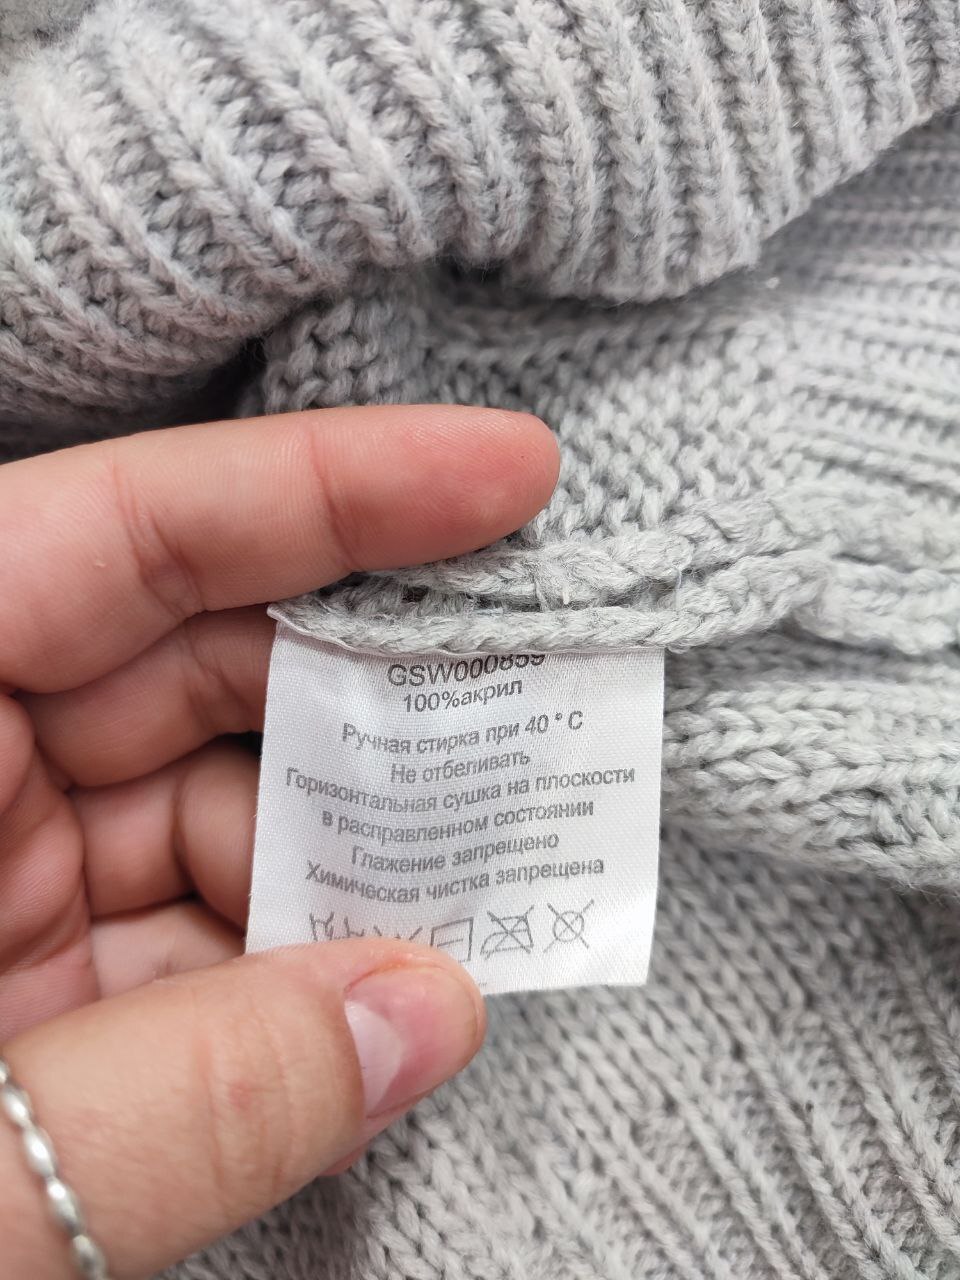 GSW000859
100%акрил
Ручная стирка при 40 ° С
Не отбеливать
Горизонтальная сушка на плоскости
в расправленном состоянии
Глажение запрещено
Химическая чистка запрещена